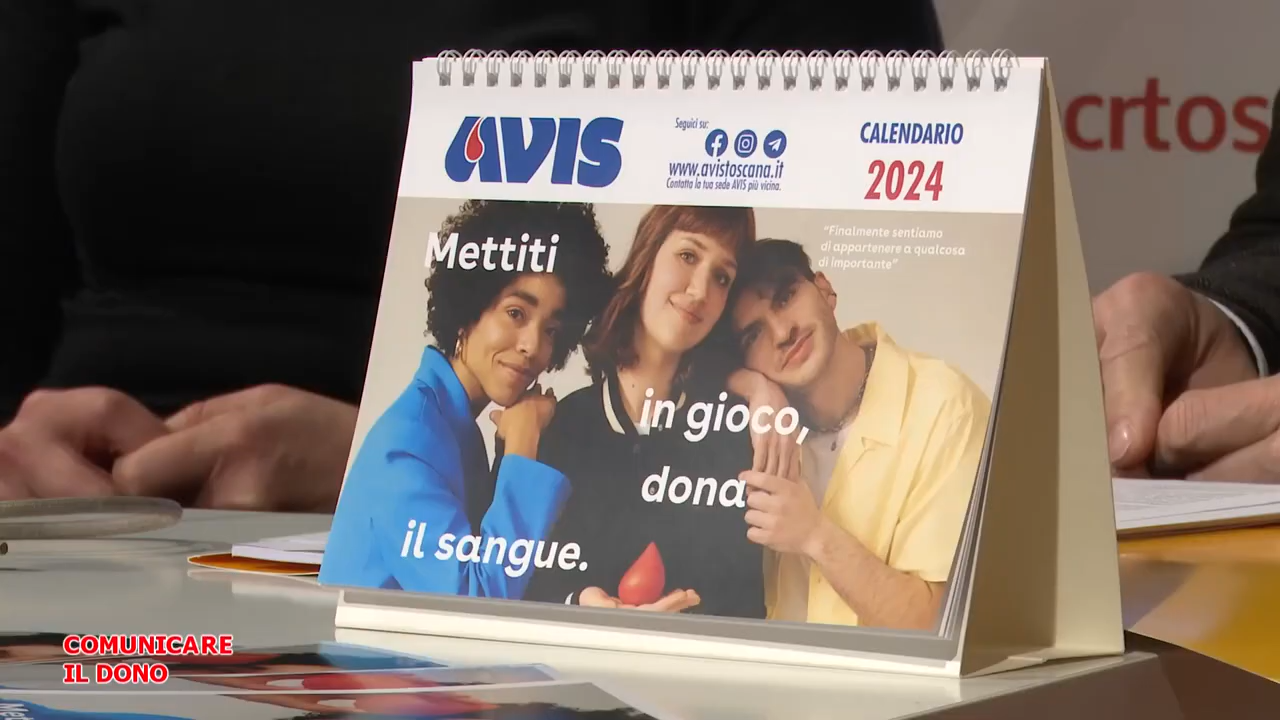 AVIS
Seguici su:
www.avistoscana.it
Contatta la tua sede AVIS più vicina.
CALENDARIO
2024
crtos
Mettiti
"Finalmente sentiamo
di appartenere a qualcosa
di importante"
in gioco,
dona
il sangue.
COMUNICARE
IL DONO